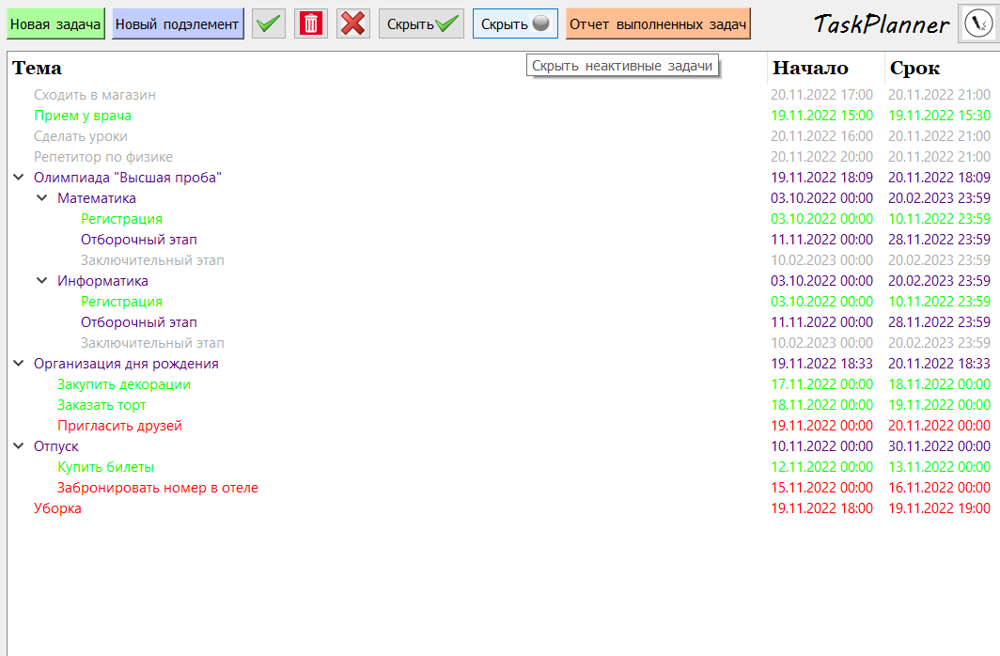 Новая задача Новый подэлемент Скрыть Скрыть Отчет выполненных задач TaskPlanner
Скрыть неактивные задачи
Тема Начало Срок
Сходить в магазин 20.11.2022 17:00 20.11.2022 21:00
Прием у врача 19.11.2022 15:00 19.11.2022 15:30
Сделать уроки 20.11.2022 16:00 20.11.2022 21:00
Репетитор по физике 20.11.2022 20:00 20.11.2022 21:00
Олимпиада "Высшая проба" 19.11.2022 18:09 20.11.2022 18:09
Математика 03.10.2022 00:00 20.02.2023 23:59
Регистрация 03.10.2022 00:00 10.11.2022 23:59
Отборочный этап 11.11.2022 00:00 28.11.2022 23:59
Заключительный этап 10.02.2023 00:00 20.02.2023 23:59
Информатика 03.10.2022 00:00 20.02.2023 23:59
Регистрация 03.10.2022 00:00 10.11.2022 23:59
Отборочный этап 11.11.2022 00:00 28.11.2022 23:59
Заключительный этап 10.02.2023 00:00 20.02.2023 23:59
Организация дня рождения 19.11.2022 18:33 20.11.2022 18:33
Закупить декорации 17.11.2022 00:00 18.11.2022 00:00
Заказать торт 18.11.2022 00:00 19.11.2022 00:00
Пригласить друзей 19.11.2022 00:00 20.11.2022 00:00
Отпуск 10.11.2022 00:00 30.11.2022 00:00
Купить билеты 12.11.2022 00:00 13.11.2022 00:00
Забронировать номер в отеле 15.11.2022 00:00 16.11.2022 00:00
Уборка 19.11.2022 18:00 19.11.2022 19:00